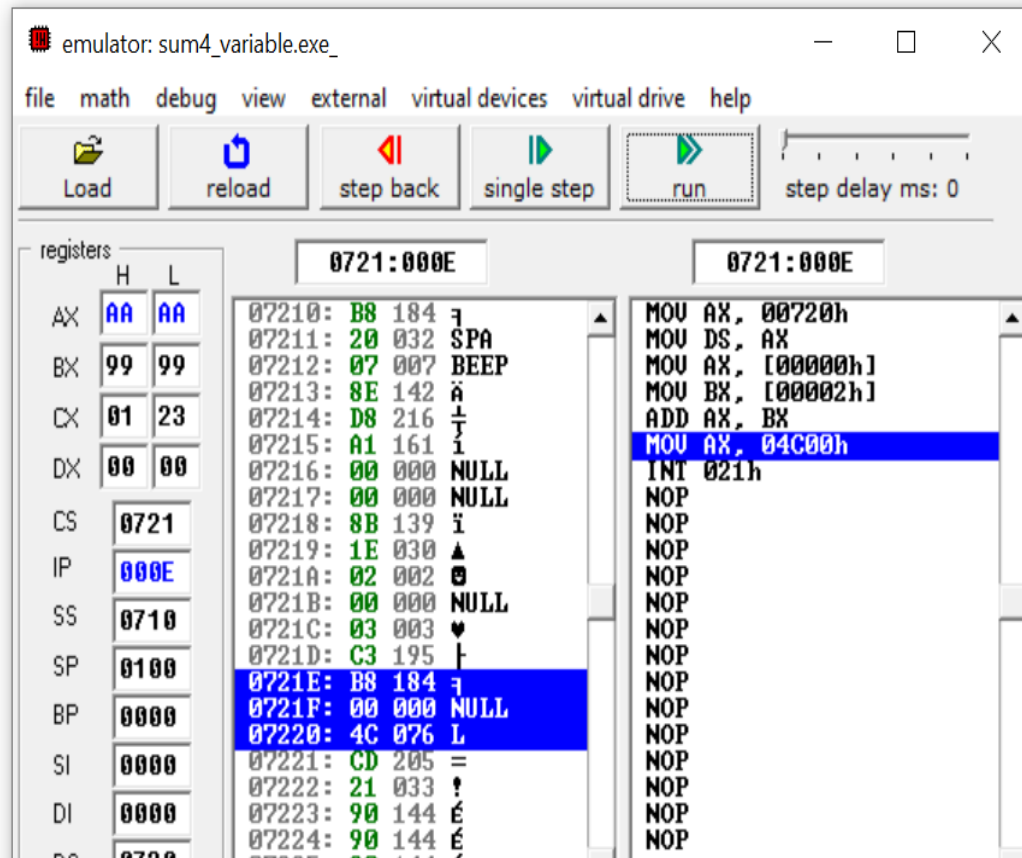 emulator: sum4_variable.exe_
file math debug view external virtual devices virtual drive help
Load reload step back single step run step delay ms: 0
registers
H L
AX AA AA
BX 99 99
CX 01 23
DX 00 00
CS 0721
IP 000E
SS 0710
SP 0100
BP 0000
SI 0000
DI 0000
0721:000E
07210: B8 184 ╕
07211: 20 032 SPA
07212: 07 007 BEEP
07213: 8E 142 Ä
07214: D8 216 ╪
07215: A1 161 í
07216: 00 000 NULL
07217: 00 000 NULL
07218: 8B 139 ï
07219: 1E 030 ▲
0721A: 02 002 ☻
0721B: 00 000 NULL
0721C: 03 003 ♥
0721D: C3 195 ├
0721E: B8 184 ╕
0721F: 00 000 NULL
07220: 4C 076 L
07221: CD 205 =
07222: 21 033 !
07223: 90 144 É
07224: 90 144 É
0721:000E
MOV AX, 00720h
MOV DS, AX
MOV AX, [00000h]
MOV BX, [00002h]
ADD AX, BX
MOV AX, 04C00h
INT 021h
NOP
NOP
NOP
NOP
NOP
NOP
NOP
NOP
NOP
NOP
NOP
NOP
NOP
NOP